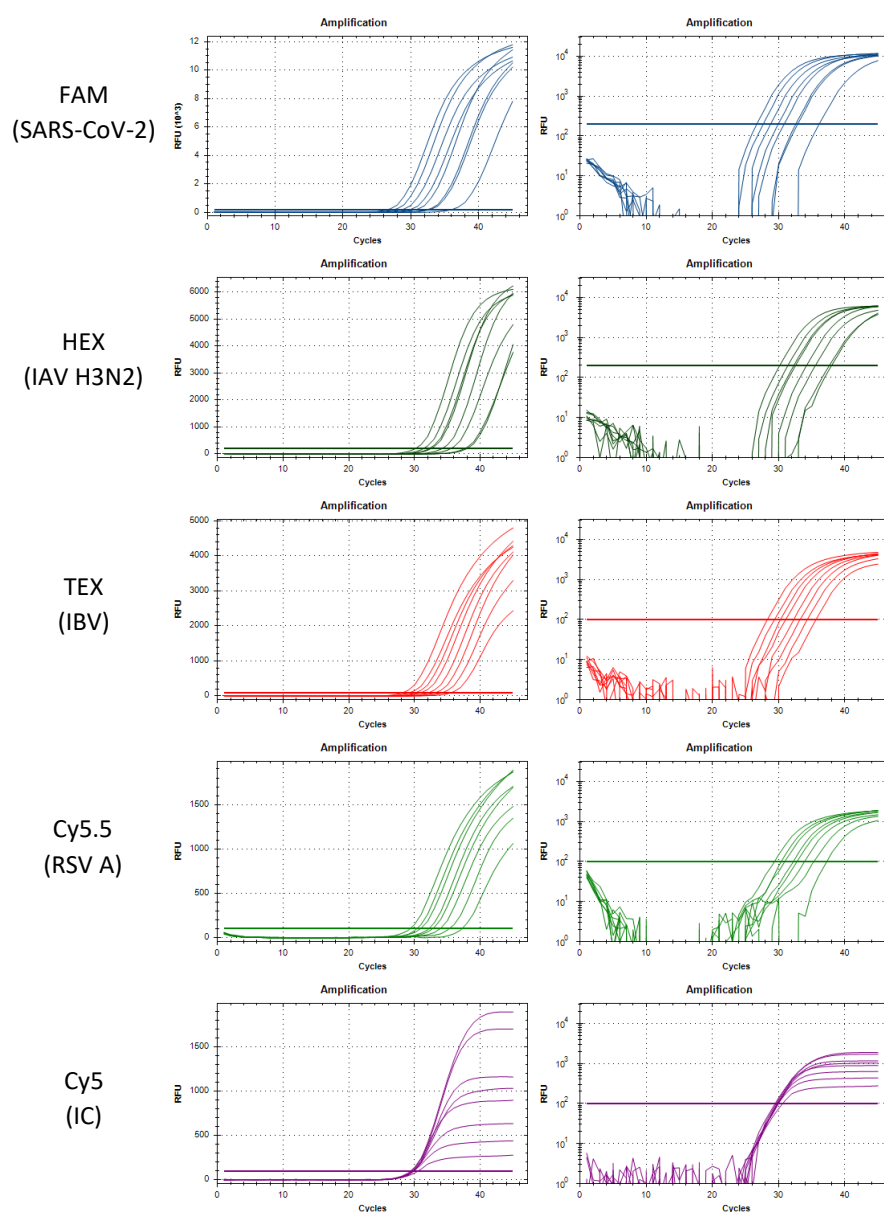 FAM
(SARS-CoV-2)
Amplification
RFU (10^3)
12
10
8
6
4
2
0
0 10 20 30 40
Cycles
Amplification
10^4
10^3
10^2
10^1
10^0
0 10 20 30 40
Cycles
HEX
(IAV H3N2)
Amplification
RFU
6000
5000
4000
3000
2000
1000
0
0 10 20 30 40
Cycles
Amplification
10^4
10^3
10^2
10^1
10^0
0 10 20 30 40
Cycles
TEX
(IBV)
Amplification
RFU
5000
4000
3000
2000
1000
0
0 10 20 30 40
Cycles
Amplification
10^4
10^3
10^2
10^1
10^0
0 10 20 30 40
Cycles
Cy5.5
(RSV A)
Amplification
RFU
1500
1000
500
0
0 10 20 30 40
Cycles
Amplification
10^4
10^3
10^2
10^1
10^0
0 10 20 30 40
Cycles
Cy5
(IC)
Amplification
RFU
1500
1000
500
0
0 10 20 30 40
Cycles
Amplification
10^4
10^3
10^2
10^1
10^0
0 10 20 30 40
Cycles